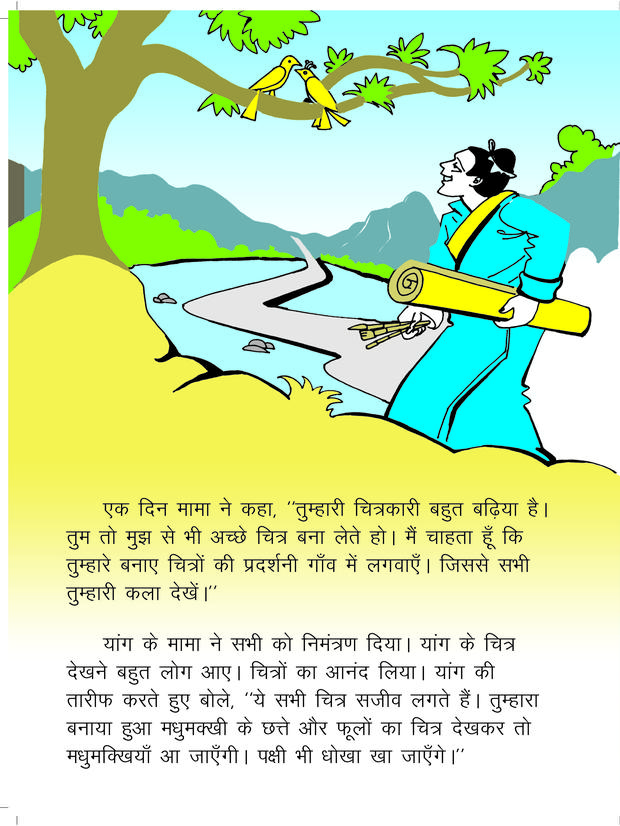 एक दिन मामा ने कहा, ‘‘तुम्हारी चित्रकारी बहुत बढ़िया है।
तुम तो मुझ से भी अच्छे चित्र बना लेते हो। मैं चाहता हूँ कि
तुम्हारे बनाए चित्रों की प्रदर्शनी गाँव में लगवाएँ। जिससे सभी
तुम्हारी कला देखें।’’
यांग के मामा ने सभी को निमंत्रण दिया। यांग के चित्र
देखने बहुत लोग आए। चित्रों का आनंद लिया। यांग की
तारीफ करते हुए बोले, ‘‘ये सभी चित्र सजीव लगते हैं। तुम्हारा
बनाया हुआ मधुमक्खी के छत्ते और फूलों का चित्र देखकर तो
मधुमक्खियाँ आ जाएँगी। पक्षी भी धोखा खा जाएँगे।’’